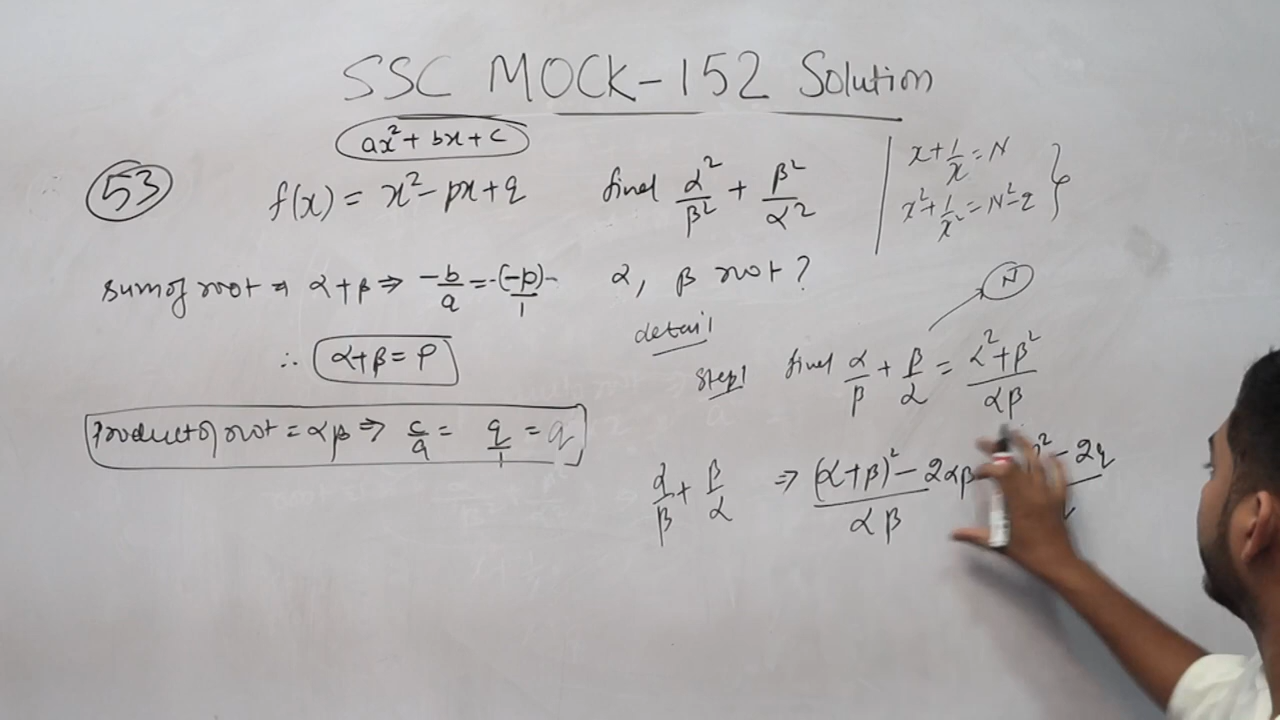 SSC MOCK-152 Solution
ax²+ bx+c
53
f(x) = x²- px+q
find α²/β² + β²/α²
x+1/x=N
x²+1/x²=N²-2
sum of root = α+β ⇒ -b/a = -(-p)/1 -
α, β root?
∴ α+β = P
Product of root = αβ ⇒ c/a = q/1 = q
detail
N
Step1 find α/β + β/α = α²+β²/αβ
α/β + β/α ⇒ (α+β)²- 2αβ/αβ ² - 2q